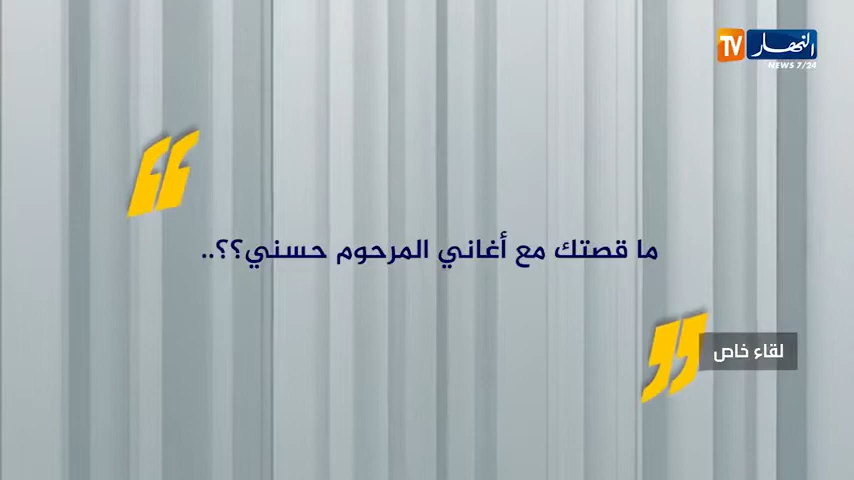 TV النهار
NEWS 7/24
ما قصتك مع أغاني المرحوم حسني؟؟..
لقاء خاص